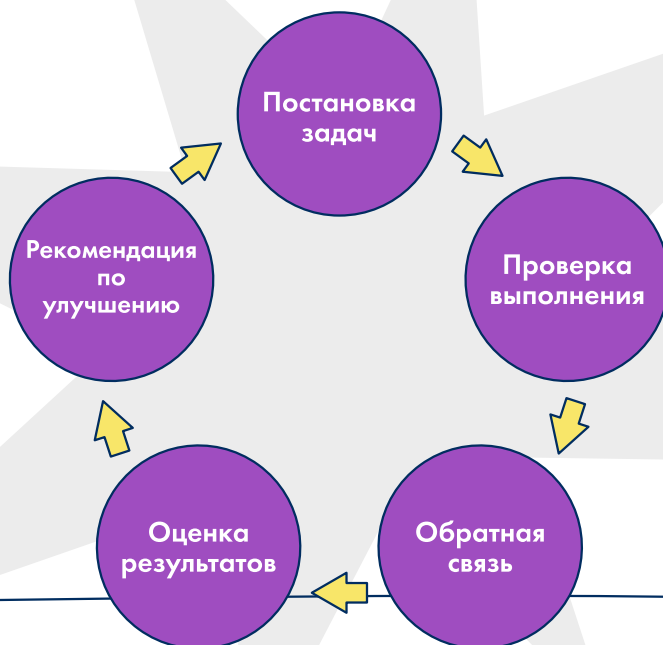 Постановка
задач
Проверка
выполнения
Обратная
связь
Оценка
результатов
Рекомендация
по
улучшению